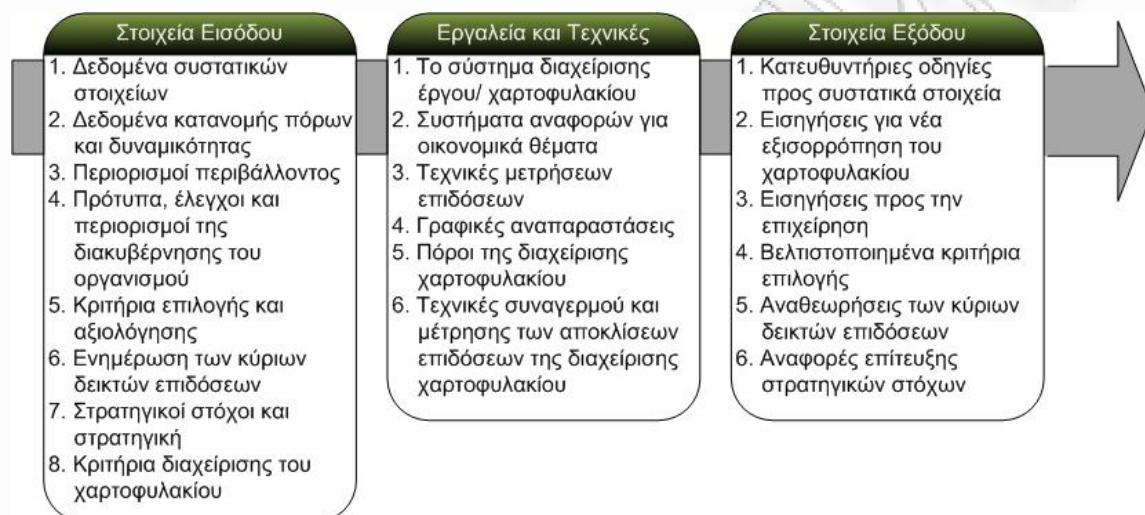 Στοιχεία Εισόδου
1. Δεδομένα συστατικών
στοιχείων
2. Δεδομένα κατανομής πόρων
και δυναμικότητας
3. Περιορισμοί περιβάλλοντος
4. Πρότυπα, έλεγχοι και
περιορισμοί της
διακυβέρνησης του
οργανισμού
5. Κριτήρια επιλογής και
αξιολόγησης
6. Ενημέρωση των κύριων
δεικτών επιδόσεων
7. Στρατηγικοί στόχοι και
στρατηγική
8. Κριτήρια διαχείρισης του
χαρτοφυλακίου
Εργαλεία και Τεχνικές
1. Το σύστημα διαχείρισης
έργου/ χαρτοφυλακίου
2. Συστήματα αναφορών για
οικονομικά θέματα
3. Τεχνικές μετρήσεων
επιδόσεων
4. Γραφικές αναπαραστάσεις
5. Πόροι της διαχείρισης
χαρτοφυλακίου
6. Τεχνικές συναγερμού και
μέτρησης των αποκλίσεων
επιδόσεων της διαχείρισης
χαρτοφυλακίου
Στοιχεία Εξόδου
1. Κατευθυντήριες οδηγίες
προς συστατικά στοιχεία
2. Εισηγήσεις για νέα
εξισορρόπηση του
χαρτοφυλακίου
3. Εισηγήσεις προς την
επιχείρηση
4. Βελτιστοποιημένα κριτήρια
επιλογής
5. Αναθεωρήσεις των κύριων
δεικτών επιδόσεων
6. Αναφορές επίτευξης
στρατηγικών στόχων